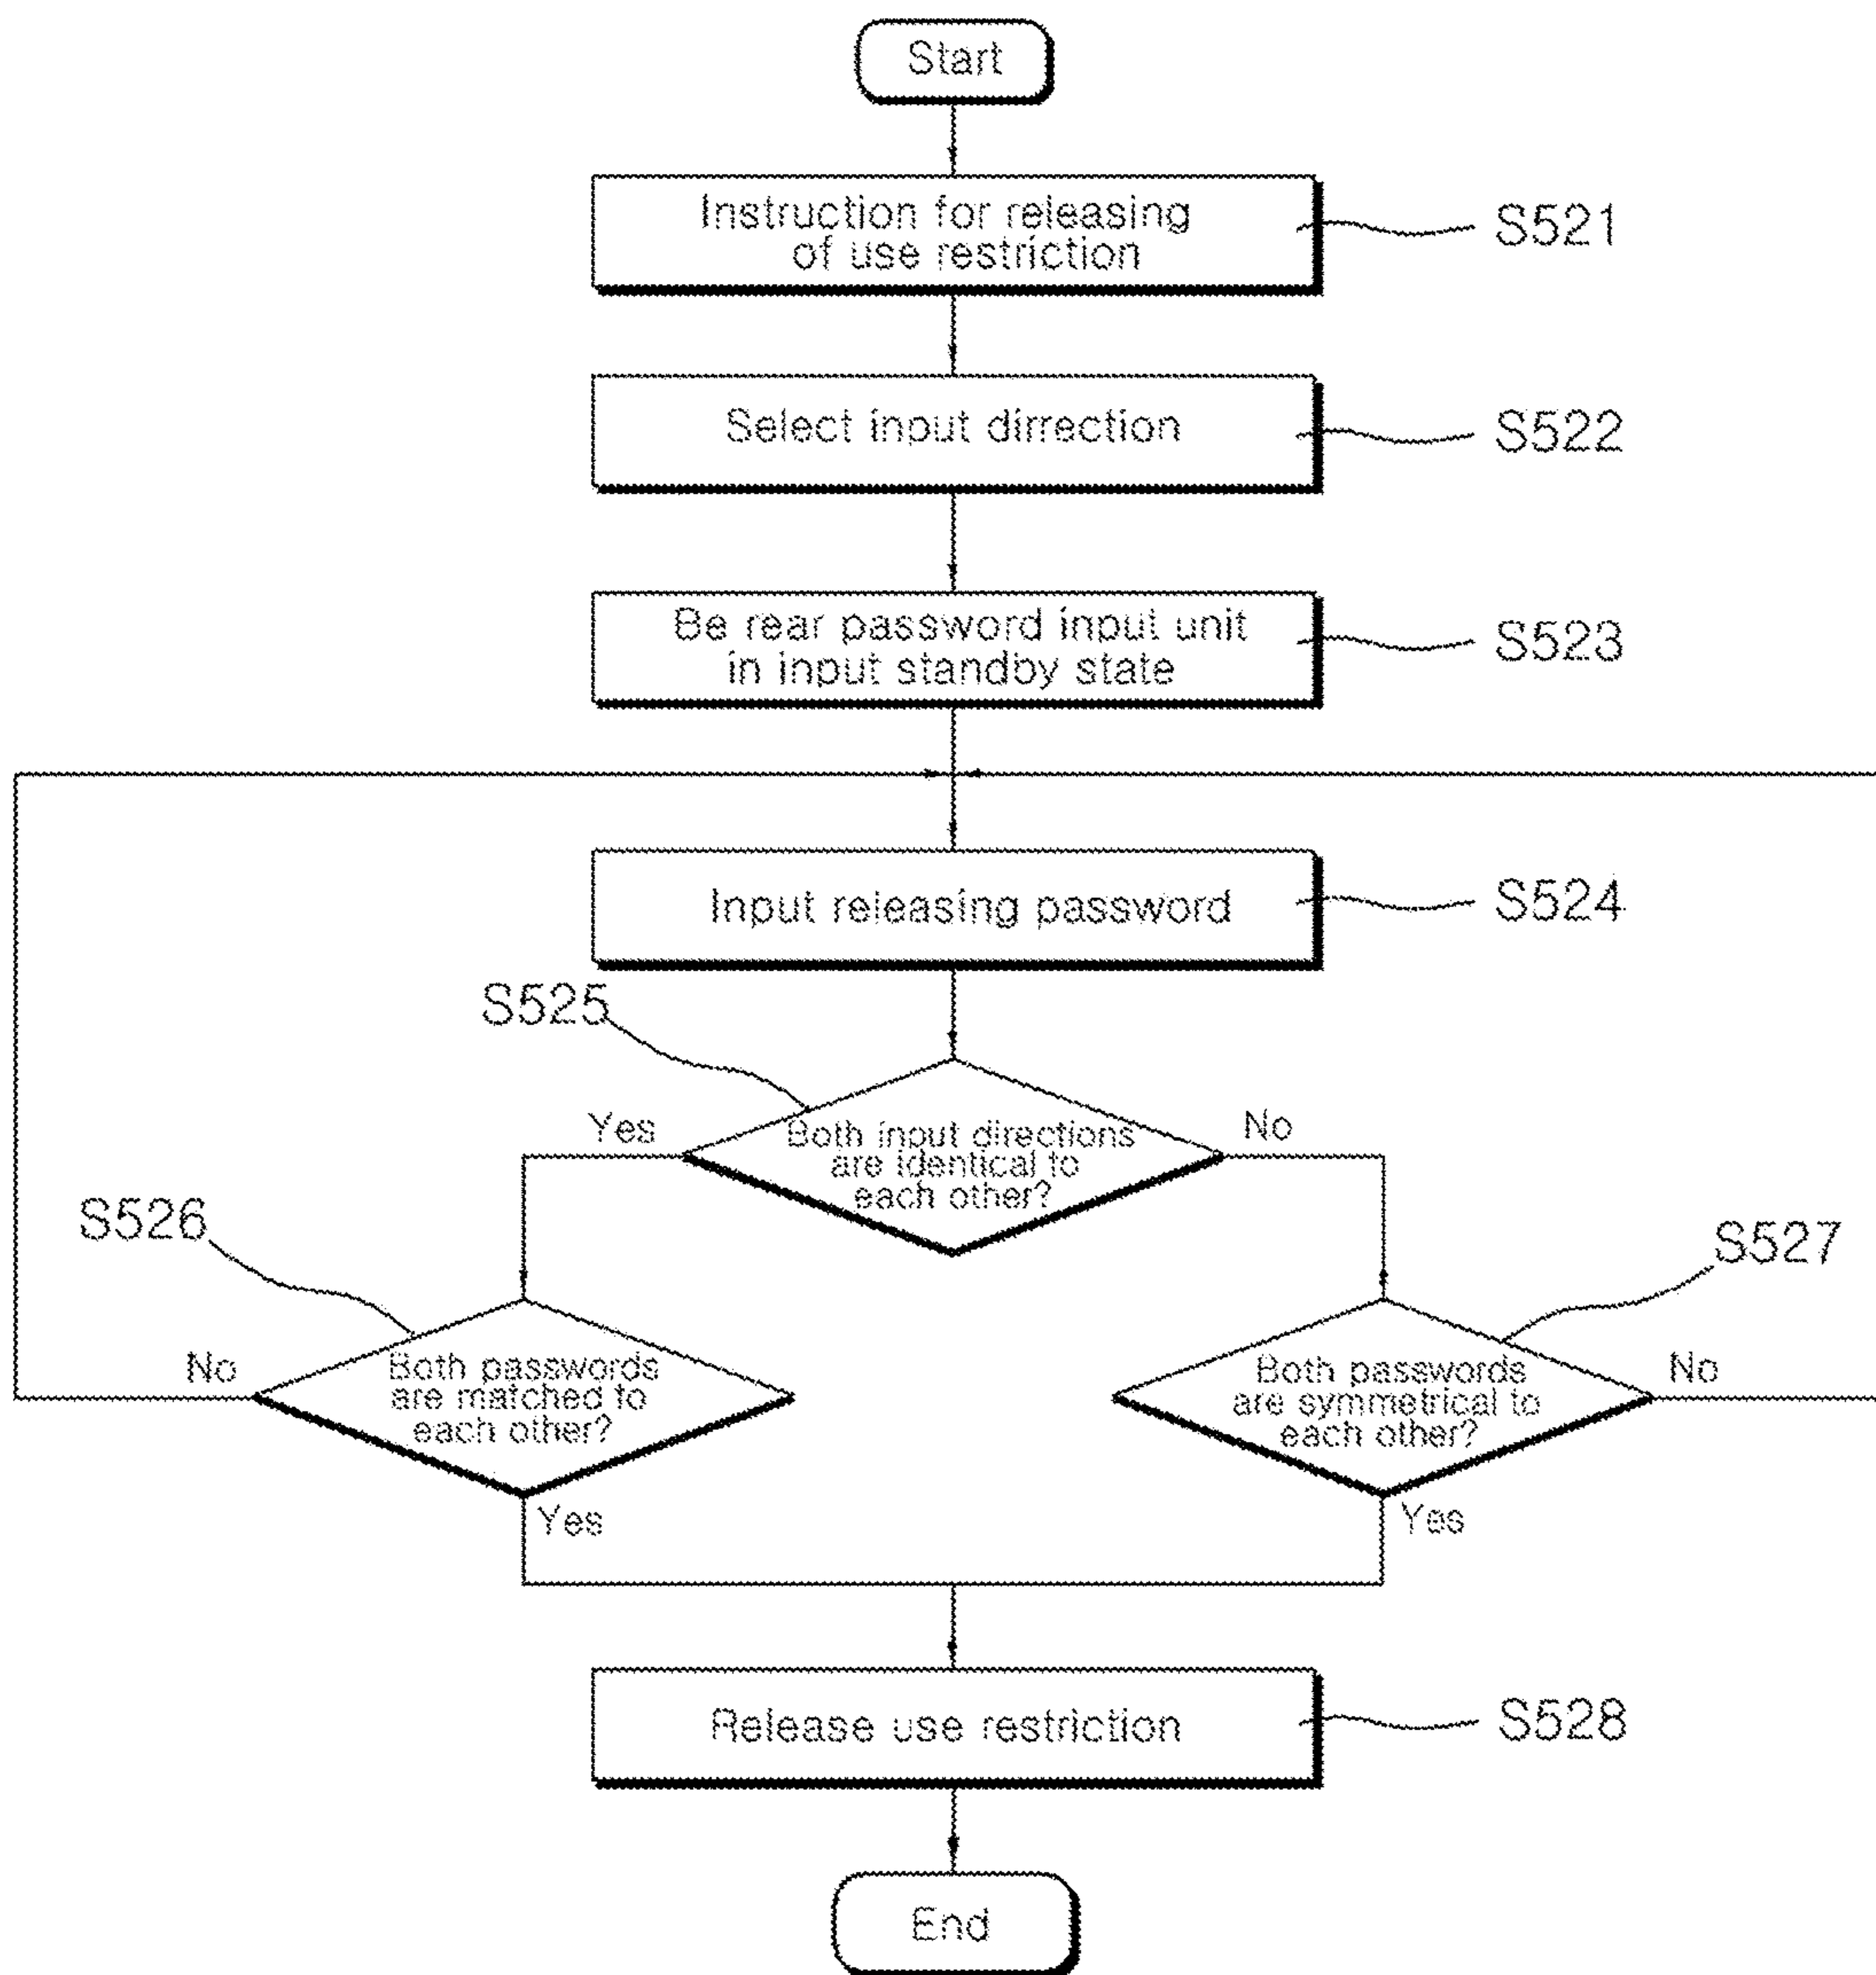 Start
Instruction for releasing
of use restriction
S521
Select input dirrection
S522
Be rear password input unit
in input standby state
S523
Input releasing password
S524
S525
Yes
Both input directions
are identical to
each other?
No
S526
S527
No
Both passwords
are matched to
each other?
Both passwords
are symmetrical to
each other?
No
Yes
Yes
Release use restriction
S528
End